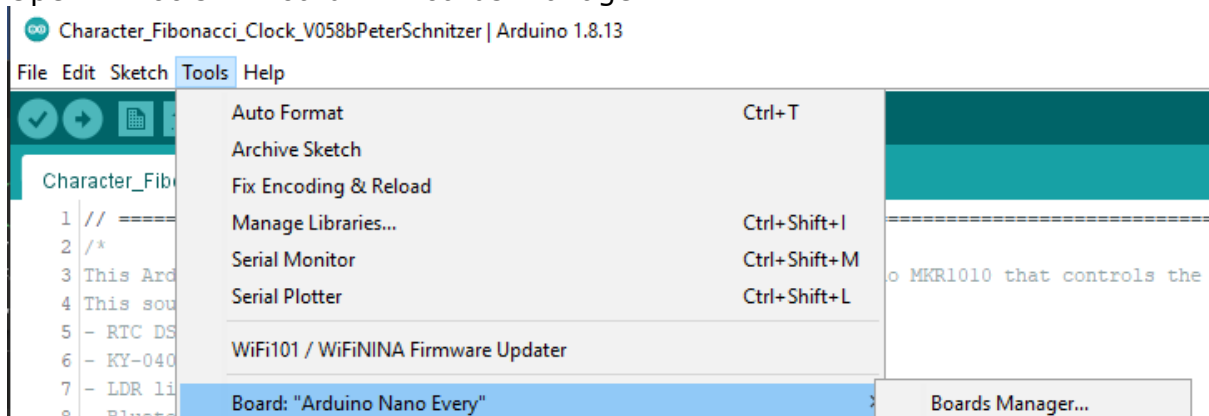 Character_Fibonacci_Clock_V058bPeterSchnitzer | Arduino 1.8.13
File Edit Sketch Tools Help
Auto Format Ctrl+T
Archive Sketch
Character_Fib
Fix Encoding & Reload
1 // =====
Manage Libraries... Ctrl+Shift+I
2 /*
Serial Monitor Ctrl+Shift+M
3 This Ard
o MKR1010 that controls the
4 This sou
Serial Plotter Ctrl+Shift+L
5 - RTC DS
WiFi101 / WiFiNINA Firmware Updater
6 - KY-040
7 - LDR li
Board: "Arduino Nano Every"
Boards Manager...